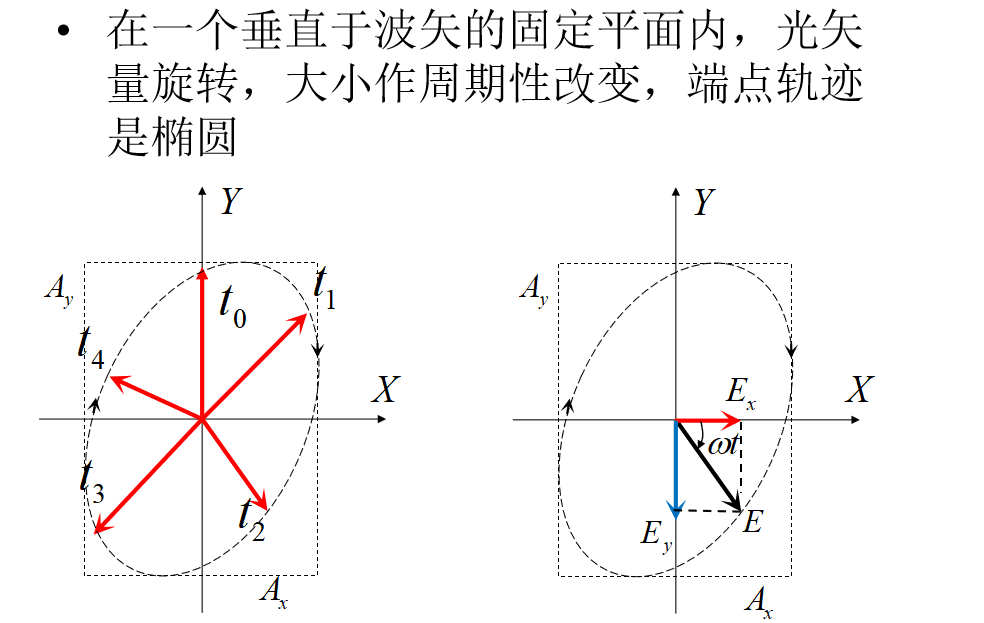 • 在一个垂直于波矢的固定平面内，光矢
量旋转，大小作周期性改变，端点轨迹
是椭圆
Y
A_y
t_0
t_1
t_4
X
t_3
t_2
A_x
Y
A_y
E_x
X
ωt
E_y
E
A_x